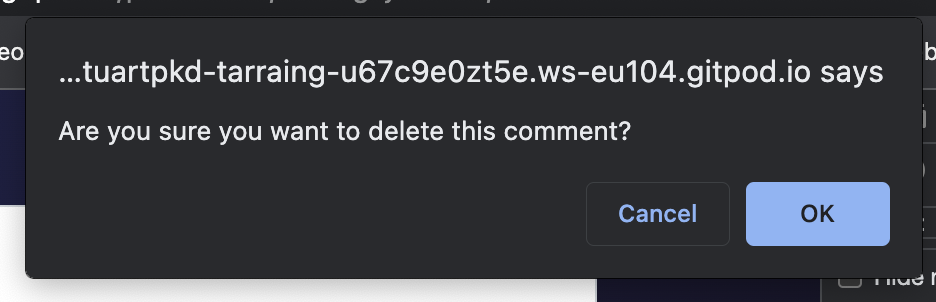 ...tuartpkd-tarraing-u67c9e0zt5e.ws-eu104.gitpod.io says
Are you sure you want to delete this comment?
Cancel
OK